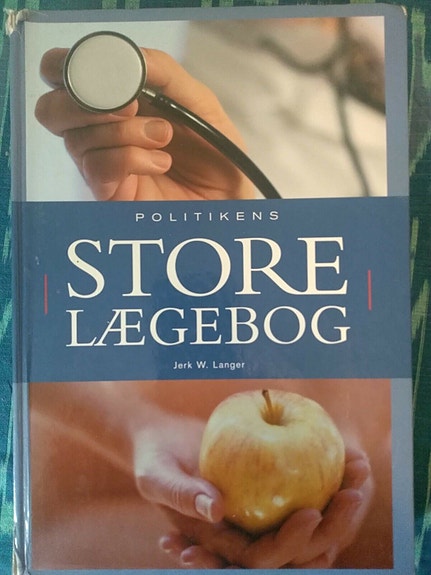 POLITIKENS
STORE
LÆGEBOG
Jerk W. Langer